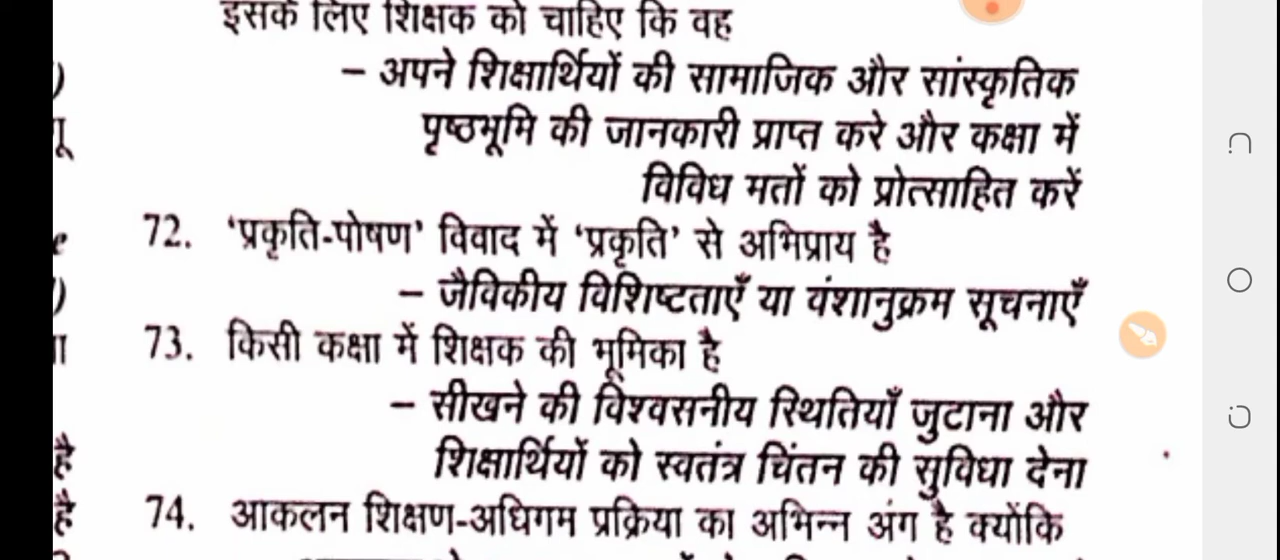 इसके लिए शिक्षक को चाहिए कि वह
– अपने शिक्षार्थियों की सामाजिक और सांस्कृतिक
पृष्ठभूमि की जानकारी प्राप्त करे और कक्षा में
विविध मतों को प्रोत्साहित करें
72. ‘प्रकृति-पोषण’ विवाद में ‘प्रकृति’ से अभिप्राय है
– जैविकीय विशिष्टताएँ या वंशानुक्रम सूचनाएँ
73. किसी कक्षा में शिक्षक की भूमिका है
– सीखने की विश्वसनीय स्थितियाँ जुटाना और
शिक्षार्थियों को स्वतंत्र चिंतन की सुविधा देना
है
है
74. आकलन शिक्षण-अधिगम प्रक्रिया का अभिन्न अंग है क्योंकि